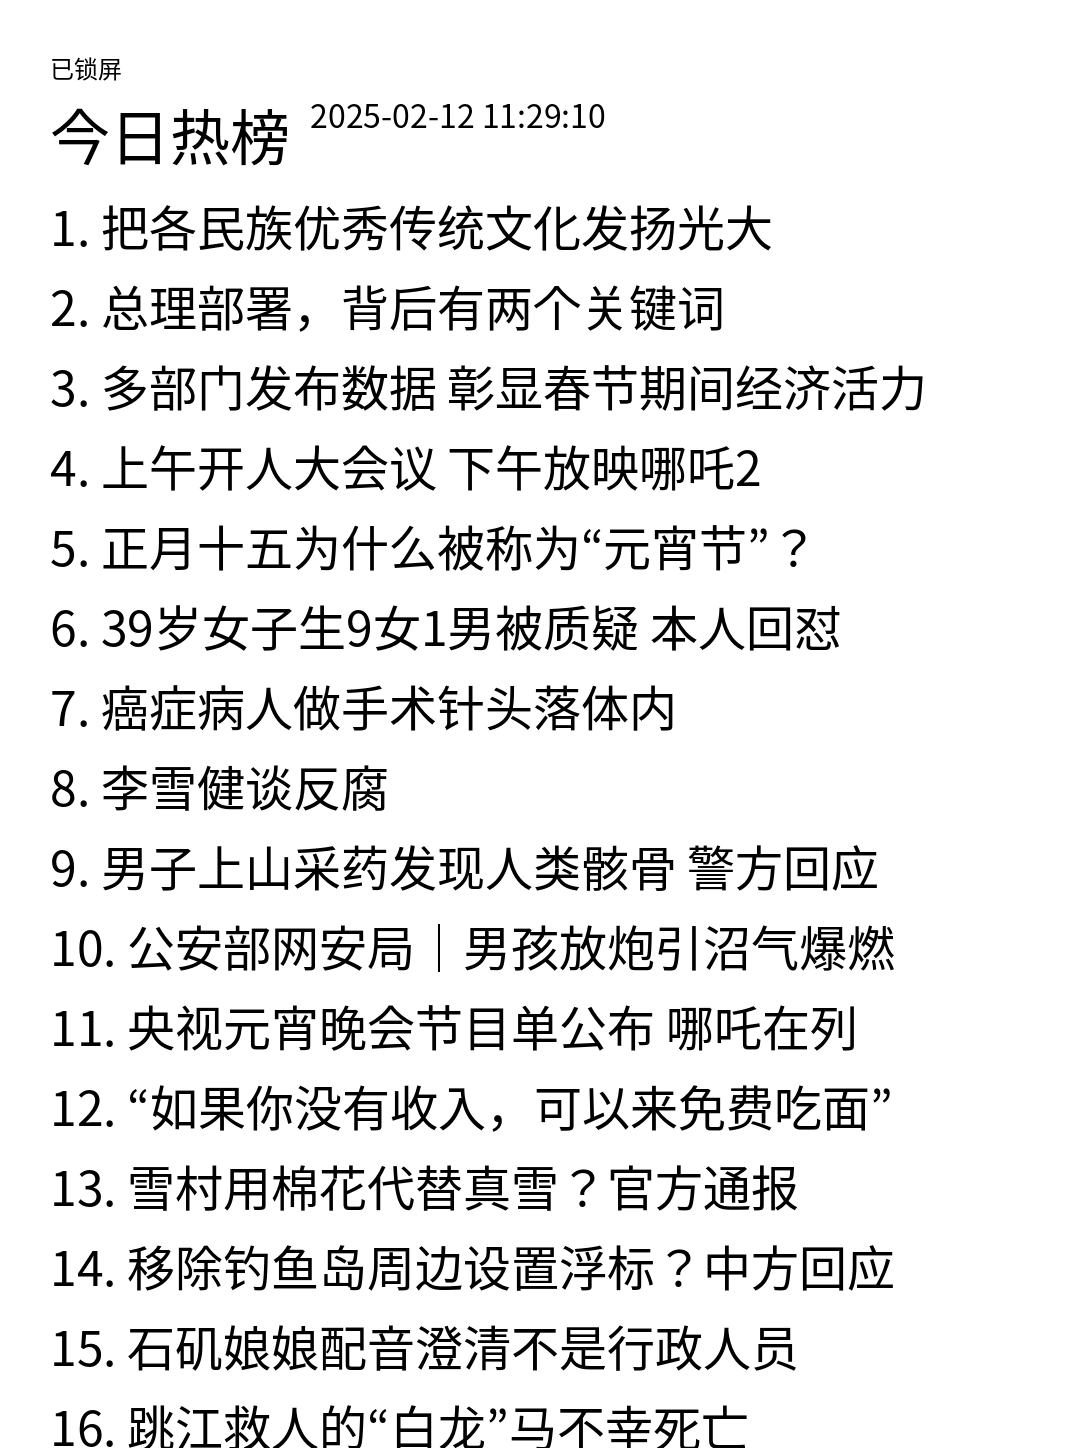 已锁屏
今日热榜 2025-02-12 11:29:10
1. 把各民族优秀传统文化发扬光大
2. 总理部署，背后有两个关键词
3. 多部门发布数据 彰显春节期间经济活力
4. 上午开人大会议 下午放映哪吒2
5. 正月十五为什么被称为“元宵节”？
6. 39岁女子生9女1男被质疑 本人回怼
7. 癌症病人做手术针头落体内
8. 李雪健谈反腐
9. 男子上山采药发现人类骸骨 警方回应
10. 公安部网安局｜男孩放炮引沼气爆燃
11. 央视元宵晚会节目单公布 哪吒在列
12. “如果你没有收入，可以来免费吃面”
13. 雪村用棉花代替真雪？官方通报
14. 移除钓鱼岛周边设置浮标？中方回应
15. 石矶娘娘配音澄清不是行政人员
16. 跳江救人的“白龙”马不幸死亡